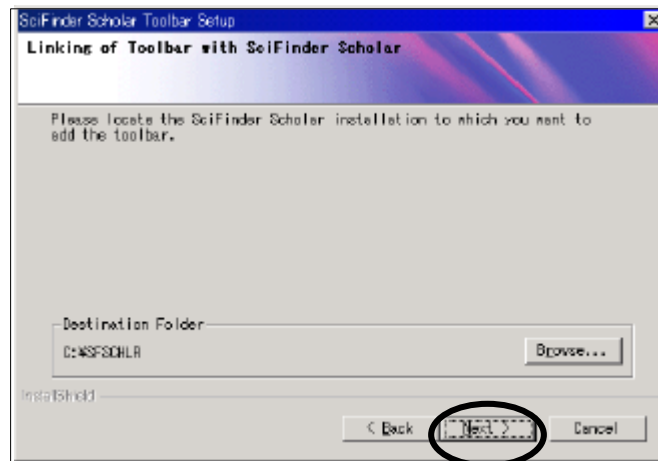 SciFinder Scholar Toolbar Setup
Linking of Toolbar with SciFinder Scholar
Please locate the SciFinder Scholar installation to which you want to
add the toolbar.
Destination Folder
C:¥SFSCHLR
Browse...
InstallShield
< Back
Next >
Cancel